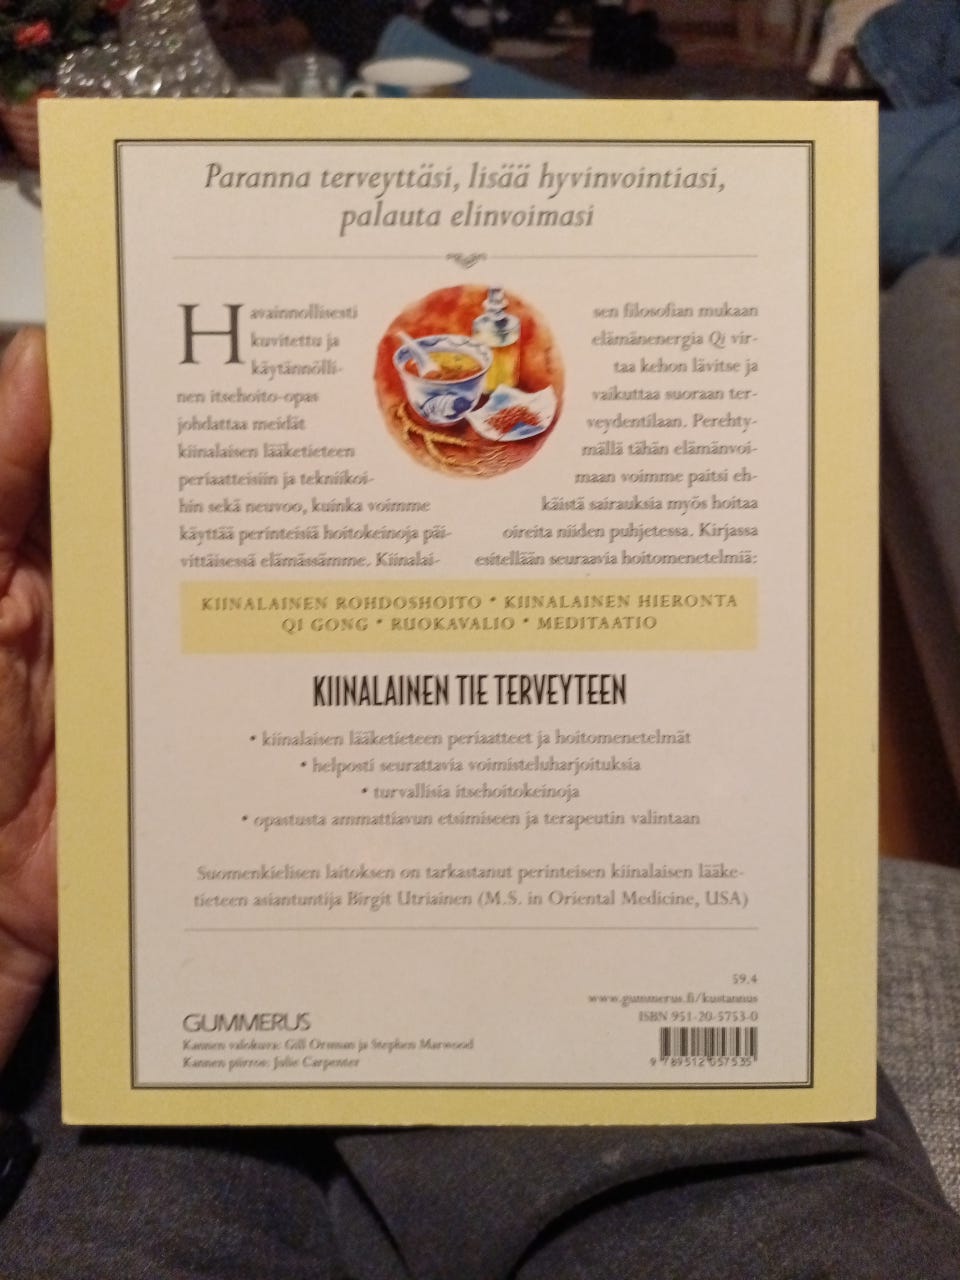 Paranna terveyttäsi, lisää hyvinvointiasi,
palauta elinvoimasi
Havainnollisesti
kuvitettu ja
käytännölli-
nen itsehoito-opas
johdattaa meidät
kiinalaisen lääketieteen
periaatteisiin ja tekniikoi-
hin sekä neuvoo, kuinka voimme
käyttää perinteisiä hoitokeinoja päi-
vittäisessä elämässämme. Kiinalai-
sen filosofian mukaan
elämänenergia Qi vir-
taa kehon lävitse ja
vaikuttaa suoraan ter-
veydentilaan. Perehty-
mällä tähän elämänvoi-
maan voimme paitsi eh-
käistä sairauksia myös hoitaa
oireita niiden puhjetessa. Kirjassa
esitellään seuraavia hoitomenetelmiä:
KIINALAINEN ROHDOSHOITO * KIINALAINEN HIERONTA
QI GONG * RUOKAVALIO * MEDITAATIO
KIINALAINEN TIE TERVEYTEEN
• kiinalaisen lääketieteen periaatteet ja hoitomenetelmät
• helposti seurattavia voimisteluharjoituksia
• turvallisia itsehoitokeinoja
• opastusta ammattiavun etsimiseen ja terapeutin valintaan
Suomenkielisen laitoksen on tarkastanut perinteisen kiinalaisen lääke-
tieteen asiantuntija Birgit Utriainen (M.S. in Oriental Medicine, USA)
59.4
www.gummerus.fi/kustannus
ISBN 951-20-5753-0
9 789512 057535
GUMMERUS
Kannen valokuva: Gill Orsman ja Stephen Marwood
Kannen piirros: Julie Carpenter